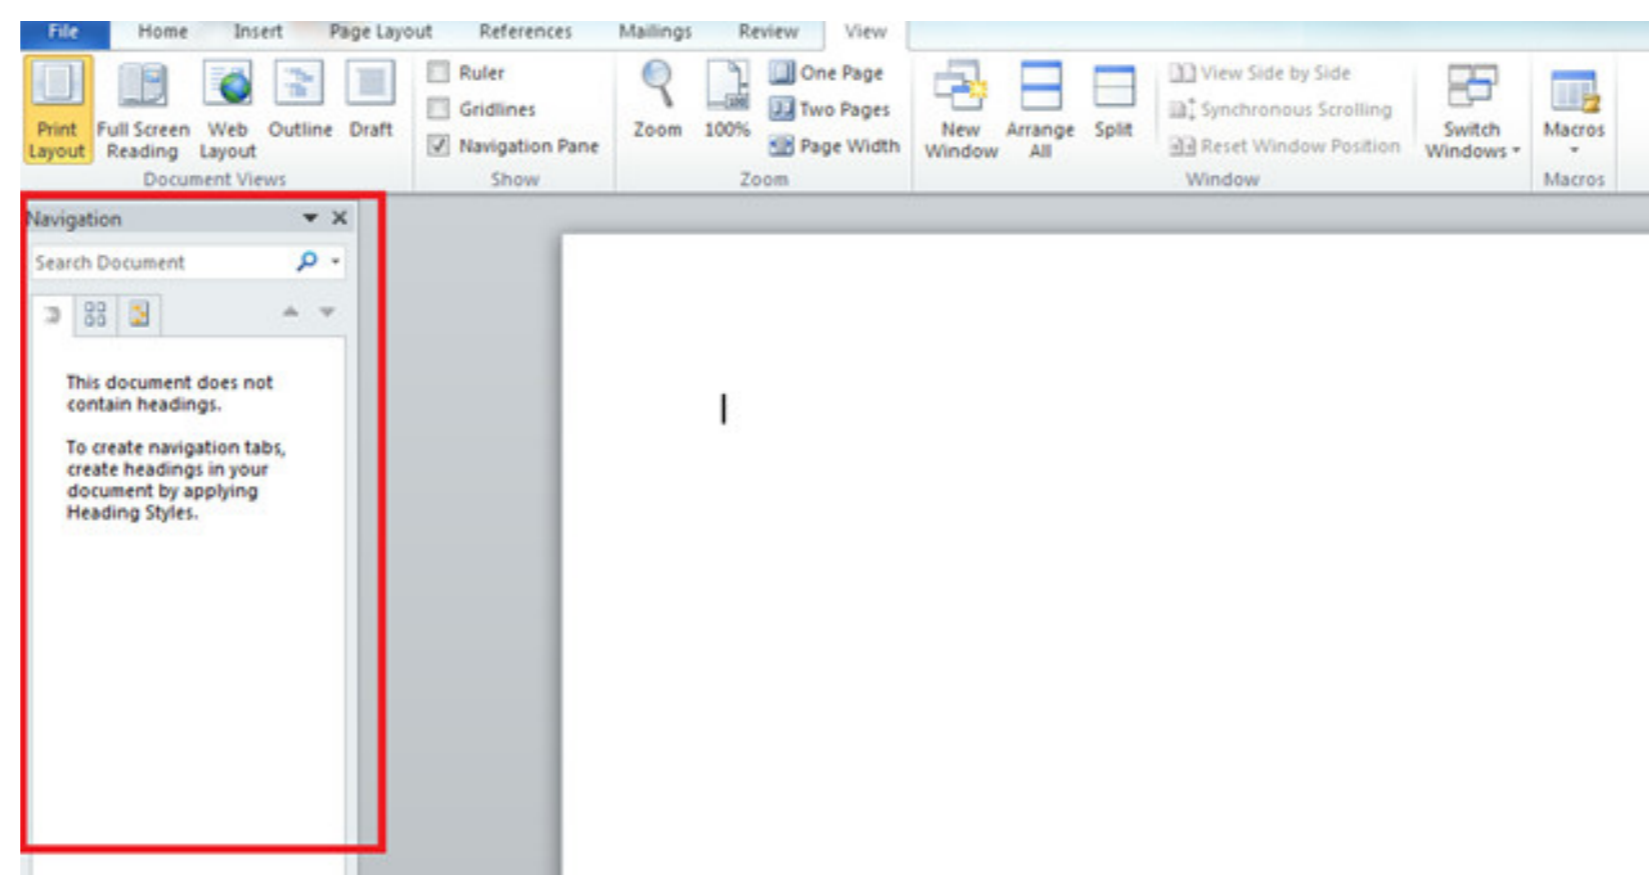 File Home Insert Page Layout References Mailings Review View
Ruler One Page View Side by Side
Gridlines Two Pages Synchronous Scrolling
Print Full Screen Web Outline Draft Zoom 100% New Arrange Split Switch Macros
Layout Reading Layout Navigation Pane Page Width Window All Reset Window Position Windows
Document Views Show Zoom Window Macros
Navigation
Search Document
This document does not
contain headings.
To create navigation tabs,
create headings in your
document by applying
Heading Styles.